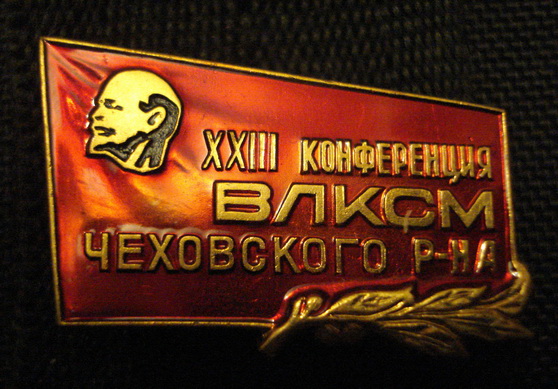 XXIII КОНФЕРЕНЦИЯ
ВЛКСМ
ЧЕХОВСКОГО Р-НА